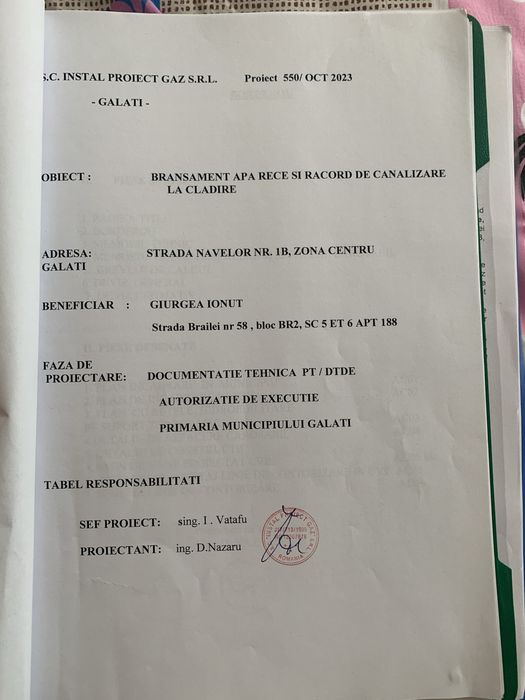 S.C. INSTAL PROIECT GAZ S.R.L. Proiect 550/ OCT 2023
- GALATI -
OBIECT : BRANSAMENT APA RECE SI RACORD DE CANALIZARE
LA CLADIRE
ADRESA: STRADA NAVELOR NR. 1B, ZONA CENTRU
GALATI
BENEFICIAR : GIURGEA IONUT
Strada Brailei nr 58 , bloc BR2, SC 5 ET 6 APT 188
FAZA DE
PROIECTARE: DOCUMENTATIE TEHNICA PT / DTDE
AUTORIZATIE DE EXECUTIE
PRIMARIA MUNICIPIULUI GALATI
TABEL RESPONSABILITATI
SEF PROIECT: sing. I . Vatafu
PROIECTANT: ing. D.Nazaru
ROMANIA